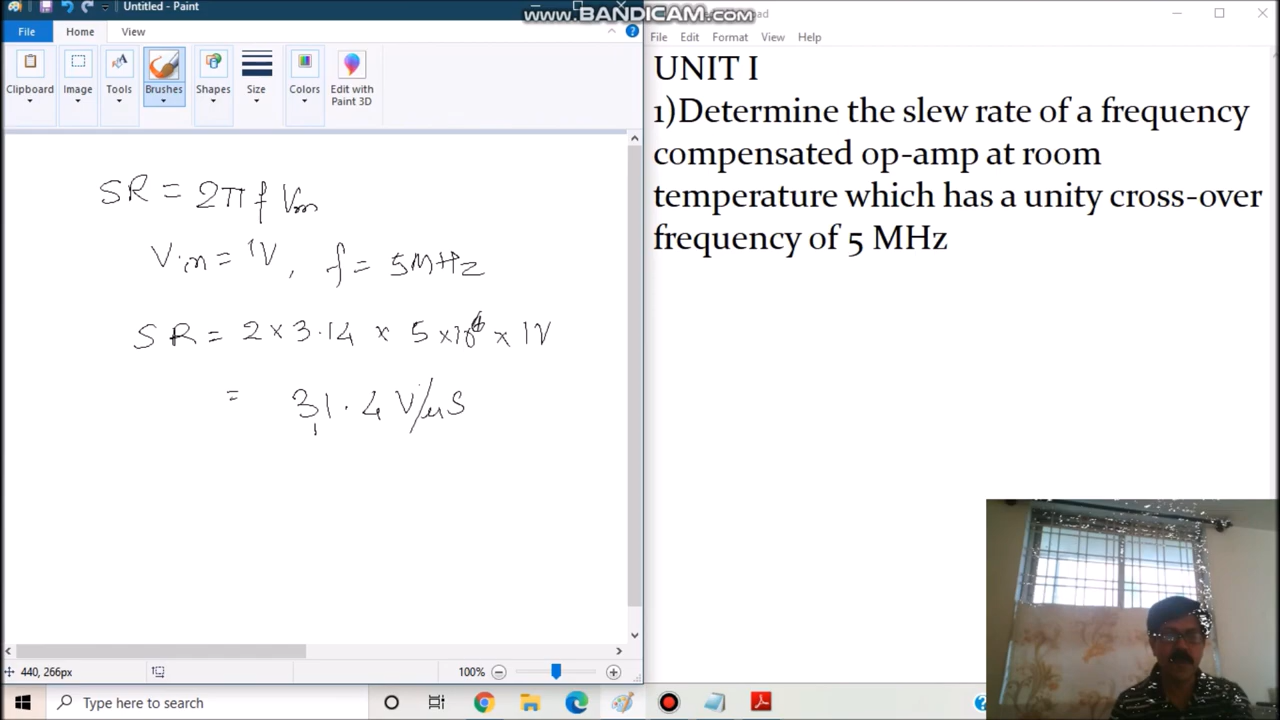 Untitled - Paint
www.BANDICAM.com
File Home View
Clipboard Image Tools Brushes Shapes Size Colors Edit with Paint 3D
SR = 2π f Vm
Vm = 1V, f = 5MHz
SR = 2 × 3.14 × 5 × 10⁶ × 1V
= 31.4 V/μS
100%
440, 266px
File Edit Format View Help
UNIT I
1)Determine the slew rate of a frequency
compensated op-amp at room
temperature which has a unity cross-over
frequency of 5 MHz
Type here to search